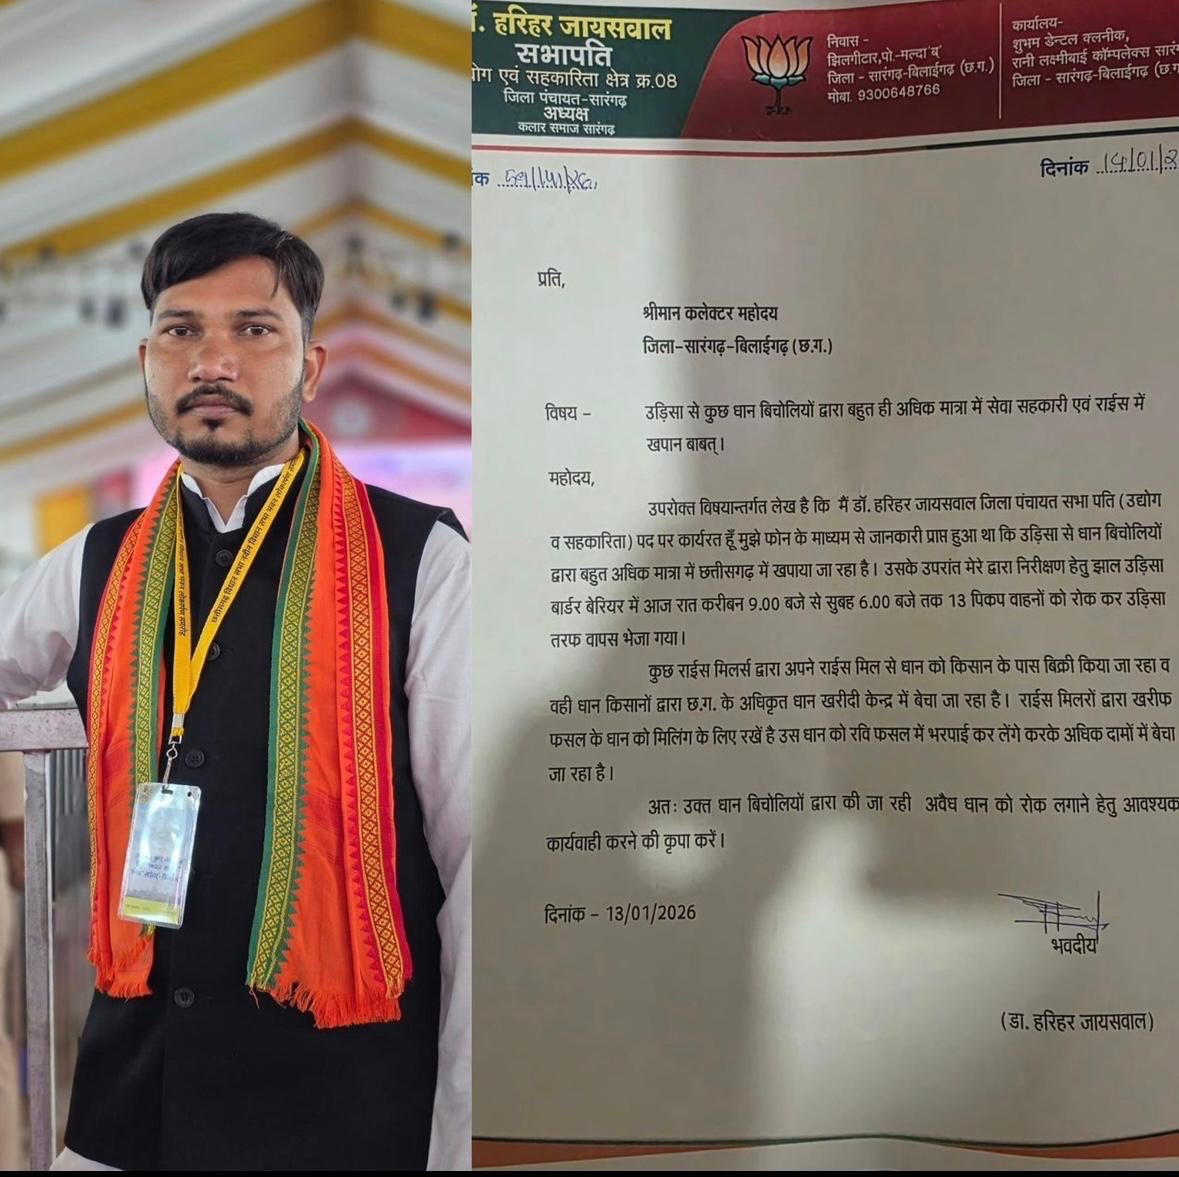 . हरिहर जायसवाल
सभापति
योग एवं सहकारिता क्षेत्र क्र.08
जिला पंचायत-सारंगढ़
अध्यक्ष
कलार समाज सारंगढ़
निवास -
झिलगीटार,पो.-मल्दा'ब'
जिला - सारंगढ़-बिलाईगढ़ (छ.ग.)
मोबा. 9300648766
कार्यालय-
शुभम डेन्टल क्लनीक,
रानी लक्ष्मीबाई कॉम्पलेक्स सारं
जिला - सारंगढ़-बिलाईगढ़ (छ.ग
दिनांक ..14/01/2
प्रति,
श्रीमान कलेक्टर महोदय
जिला-सारंगढ़-बिलाईगढ़ (छ.ग.)
विषय - उड़िसा से कुछ धान बिचोलियों द्वारा बहुत ही अधिक मात्रा में सेवा सहकारी एवं राईस में
खपान बाबत्।
महोदय,
उपरोक्त विषयान्तर्गत लेख है कि मैं डॉ. हरिहर जायसवाल जिला पंचायत सभा पति (उद्योग
व सहकारिता) पद पर कार्यरत हूँ मुझे फोन के माध्यम से जानकारी प्राप्त हुआ था कि उड़िसा से धान बिचोलियों
द्वारा बहुत अधिक मात्रा में छत्तीसगढ़ में खपाया जा रहा है। उसके उपरांत मेरे द्वारा निरीक्षण हेतु झाल उड़िसा
बार्डर बेरियर में आज रात करीबन 9.00 बजे से सुबह 6.00 बजे तक 13 पिकप वाहनों को रोक कर उड़िसा
तरफ वापस भेजा गया।
कुछ राईस मिलर्स द्वारा अपने राईस मिल से धान को किसान के पास बिक्री किया जा रहा व
वही धान किसानों द्वारा छ.ग. के अधिकृत धान खरीदी केन्द्र में बेचा जा रहा है। राईस मिलरों द्वारा खरीफ
फसल के धान को मिलिंग के लिए रखें है उस धान को रवि फसल में भरपाई कर लेंगे करके अधिक दामों में बेचा
जा रहा है।
अतः उक्त धान बिचोलियों द्वारा की जा रही अवैध धान को रोक लगाने हेतु आवश्यक
कार्यवाही करने की कृपा करें।
दिनांक - 13/01/2026
भवदीय
(डा. हरिहर जायसवाल)